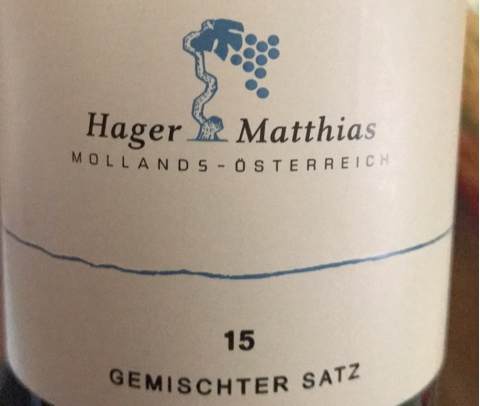 Hager Matthias
MOLLANDS-ÖSTERREICH
15
GEMISCHTER SATZ